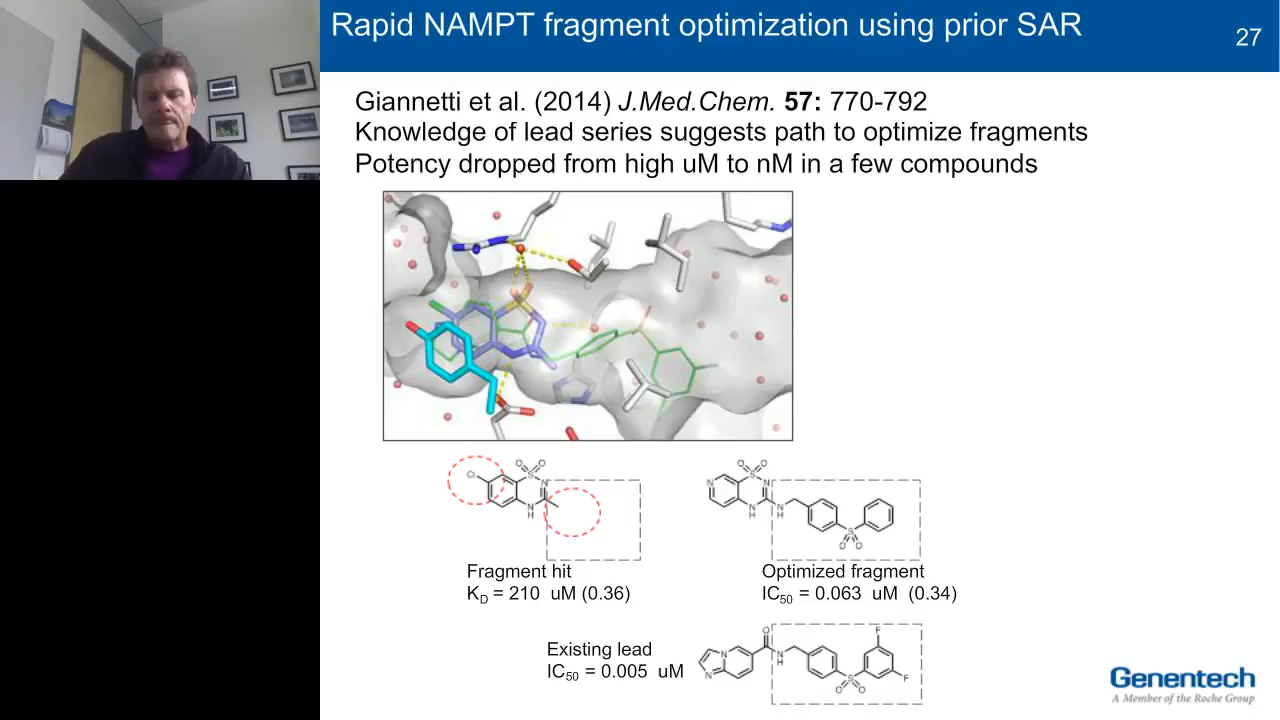 Rapid NAMPT fragment optimization using prior SAR
27
Giannetti et al. (2014) J.Med.Chem. 57: 770-792
Knowledge of lead series suggests path to optimize fragments
Potency dropped from high uM to nM in a few compounds
O O
Cl
S
N
N
H
O O
N
S
N
N
H
N
H
S
O O
Fragment hit
KD = 210 uM (0.36)
Optimized fragment
IC50 = 0.063 uM (0.34)
Existing lead
IC50 = 0.005 uM
O
F
N
N
N
H
F
S
O O
Genentech
A Member of the Roche Group